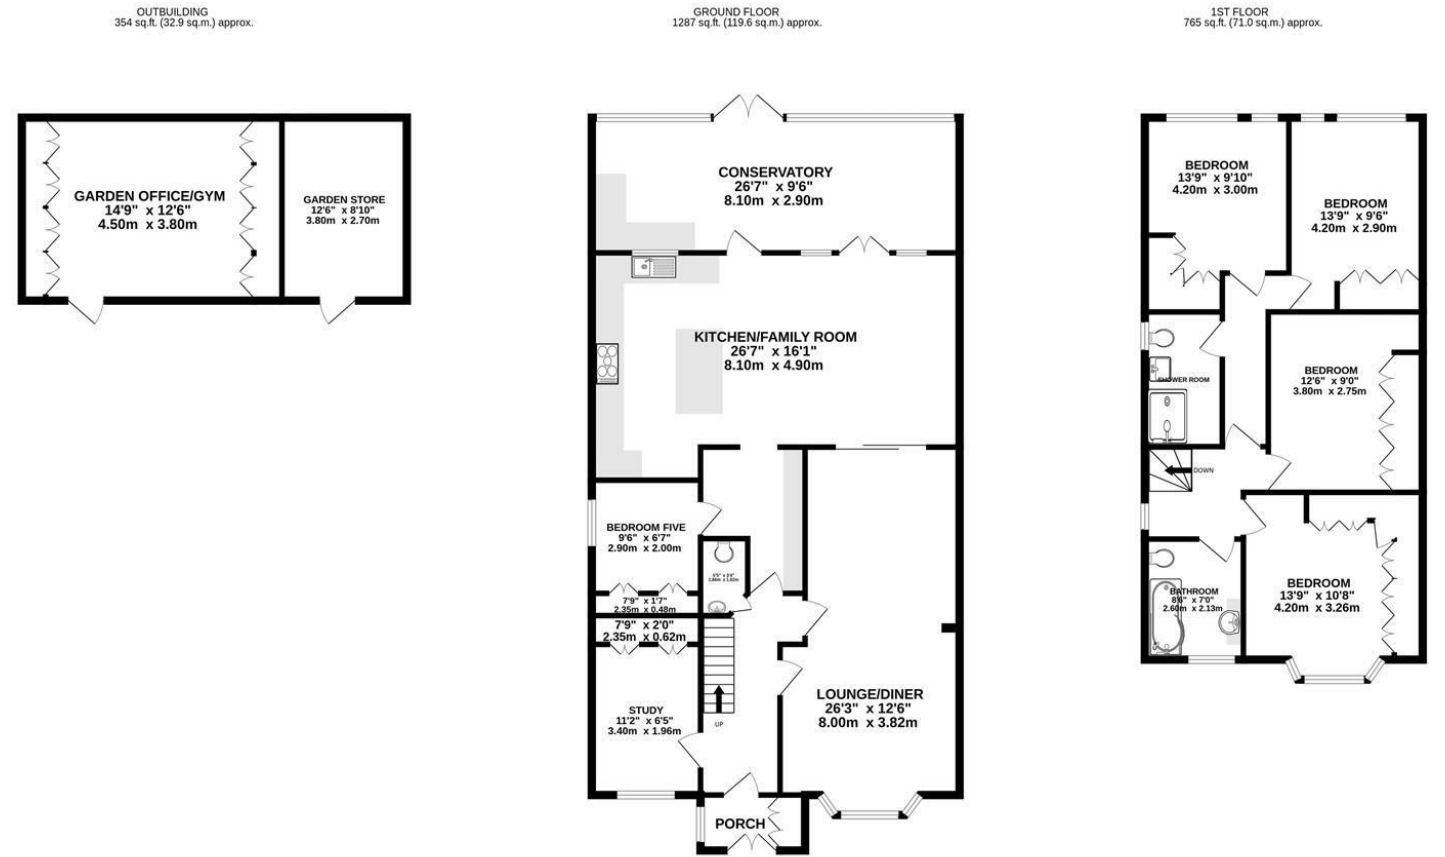 OUTBUILDING
354 sq.ft. (32.9 sq.m.) approx.
GARDEN OFFICE/GYM
14'9" x 12'6"
4.50m x 3.80m
GARDEN STORE
12'6" x 8'10"
3.80m x 2.70m
GROUND FLOOR
1287 sq.ft. (119.6 sq.m.) approx.
CONSERVATORY
26'7" x 9'6"
8.10m x 2.90m
KITCHEN/FAMILY ROOM
26'7" x 16'1"
8.10m x 4.90m
BEDROOM FIVE
9'6" x 6'7"
2.90m x 2.00m
7'9" x 1'7"
2.35m x 0.48m
7'9" x 2'0"
2.35m x 0.62m
STUDY
11'2" x 6'5"
3.40m x 1.96m
UP
LOUNGE/DINER
26'3" x 12'6"
8.00m x 3.82m
PORCH
1ST FLOOR
765 sq.ft. (71.0 sq.m.) approx.
BEDROOM
13'9" x 9'10"
4.20m x 3.00m
BEDROOM
13'9" x 9'6"
4.20m x 2.90m
SHOWER ROOM
BEDROOM
12'6" x 9'0"
3.80m x 2.75m
DOWN
BATHROOM
8'6" x 7'0"
2.60m x 2.13m
BEDROOM
13'9" x 10'8"
4.20m x 3.26m